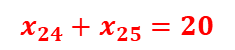 x₂₄ + x₂₅ = 20